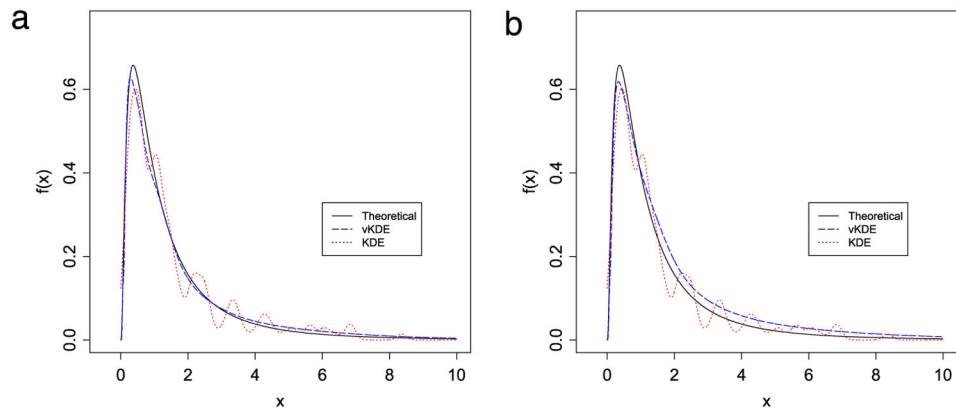 a
0.0 0.2 0.4 0.6
f(x)
Theoretical
vKDE
KDE
0 2 4 6 8 10
x
b
0.0 0.2 0.4 0.6
f(x)
Theoretical
vKDE
KDE
0 2 4 6 8 10
x